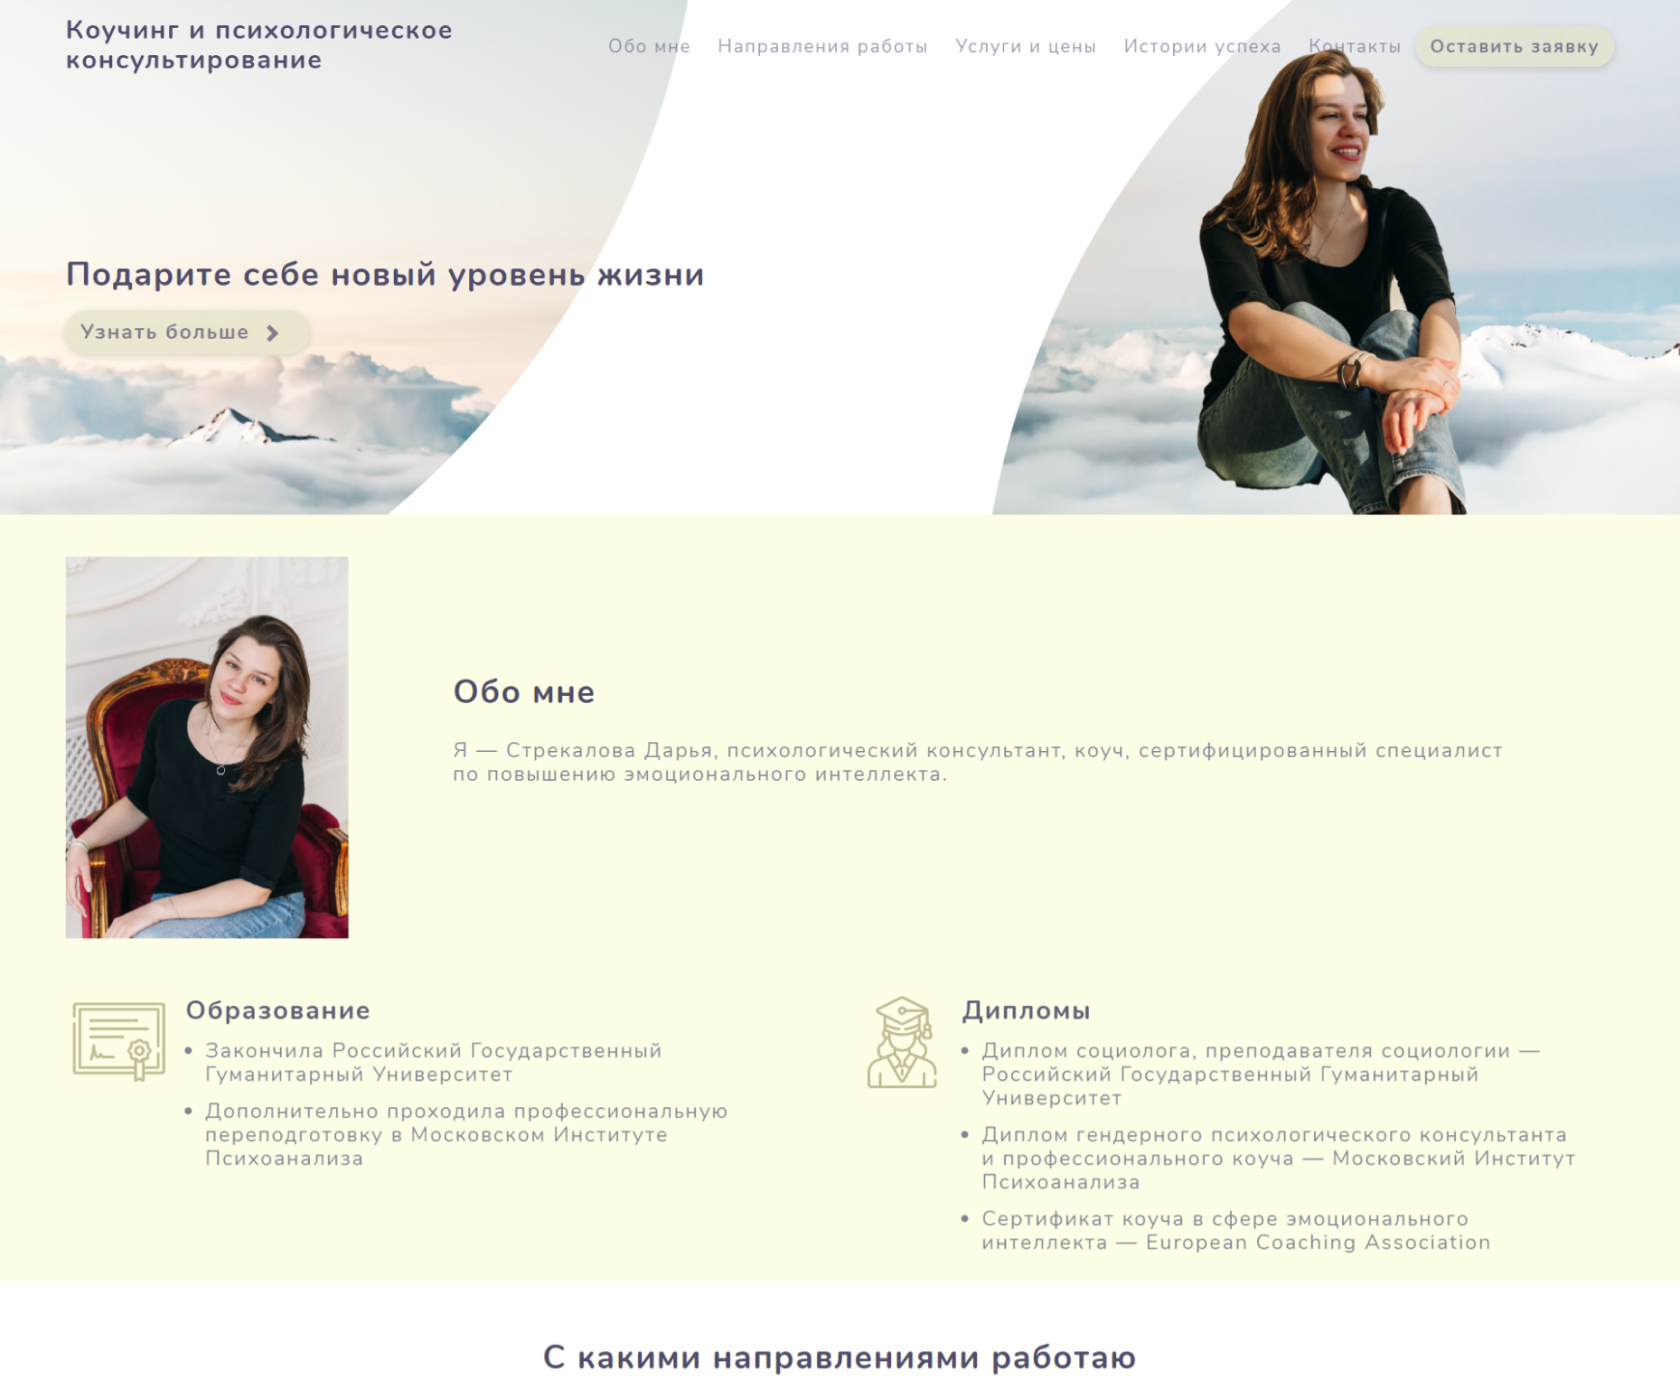 Коучинг и психологическое
консультирование
Обо мне
Направления работы
Услуги и цены
Истории успеха
Контакты
Оставить заявку
Подарите себе новый уровень жизни
Узнать больше
Обо мне
Я — Стрекалова Дарья, психологический консультант, коуч, сертифицированный специалист
по повышению эмоционального интеллекта.
Образование
Закончила Российский Государственный
Гуманитарный Университет
Дополнительно проходила профессиональную
переподготовку в Московском Институте
Психоанализа
Дипломы
Диплом социолога, преподавателя социологии —
Российский Государственный Гуманитарный
Университет
Диплом гендерного психологического консультанта
и профессионального коуча — Московский Институт
Психоанализа
Сертификат коуча в сфере эмоционального
интеллекта — European Coaching Association
С какими направлениями работаю